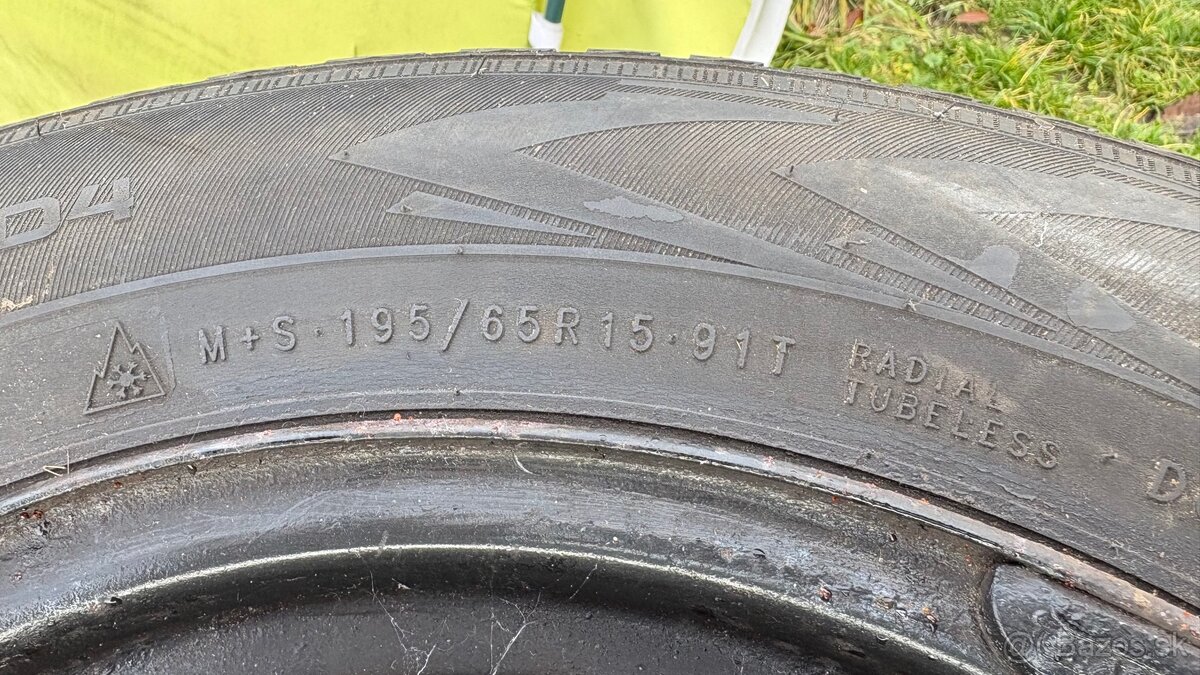 D4
M+S · 195/65R15 · 91T
RADIAL
TUBELESS · D
©Bazos.sk